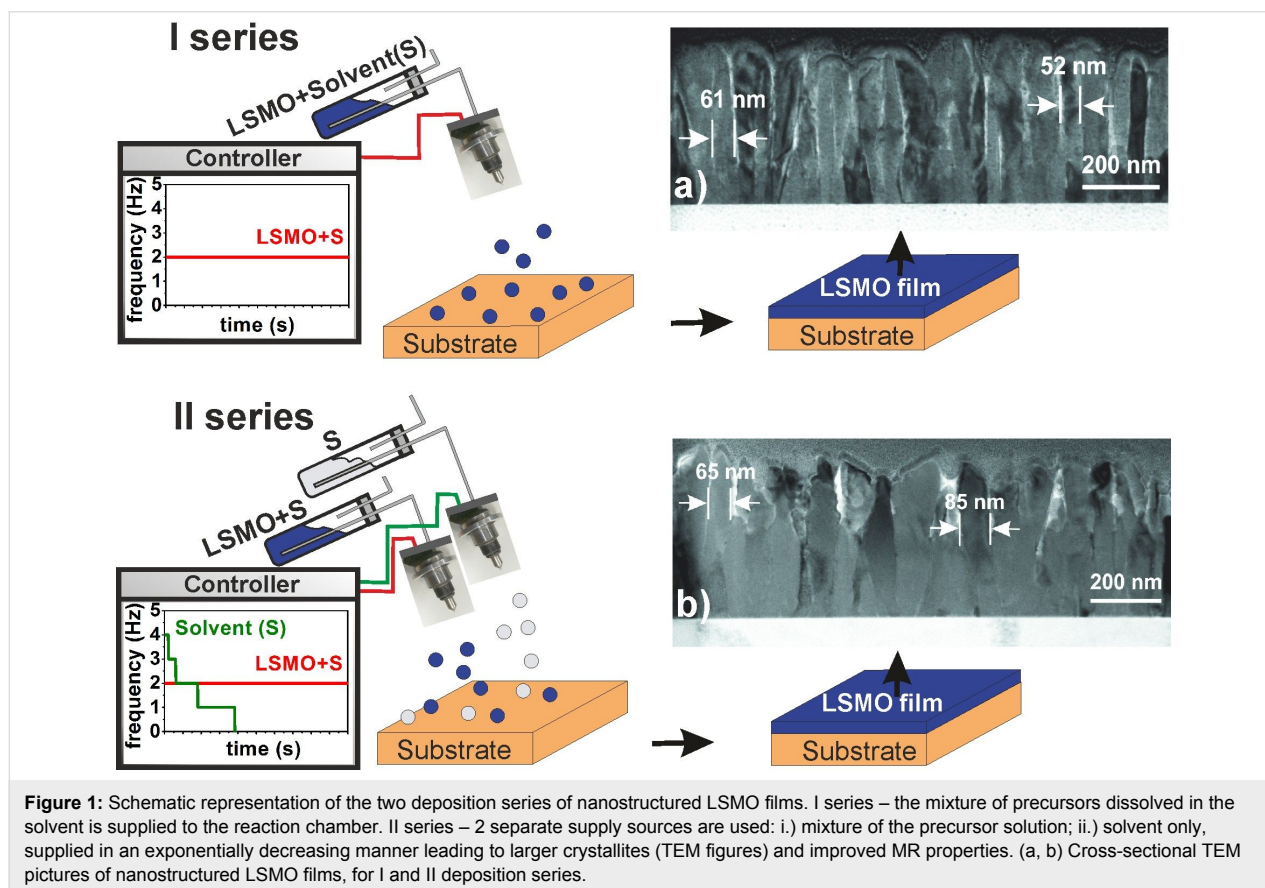 I series
LSMO+Solvent(S)
Controller
frequency (Hz)
5
4
3
2
1
0
LSMO+S
time (s)
Substrate
61 nm
52 nm
200 nm
a)
LSMO film
Substrate
II series
S
LSMO+S
Controller
frequency (Hz)
5
4
3
2
1
0
Solvent (S)
LSMO+S
time (s)
Substrate
65 nm
85 nm
200 nm
b)
LSMO film
Substrate
Figure 1: Schematic representation of the two deposition series of nanostructured LSMO films. I series – the mixture of precursors dissolved in the
solvent is supplied to the reaction chamber. II series – 2 separate supply sources are used: i.) mixture of the precursor solution; ii.) solvent only,
supplied in an exponentially decreasing manner leading to larger crystallites (TEM figures) and improved MR properties. (a, b) Cross-sectional TEM
pictures of nanostructured LSMO films, for I and II deposition series.